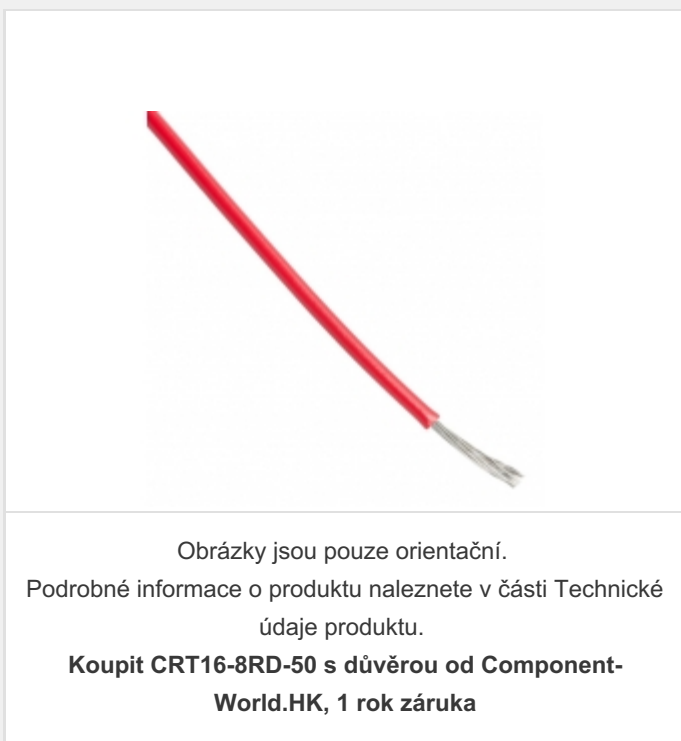 Obrázky jsou pouze orientační.
Podrobné informace o produktu naleznete v části Technické
údaje produktu.
Koupit CRT16-8RD-50 s důvěrou od Component-
World.HK, 1 rok záruka